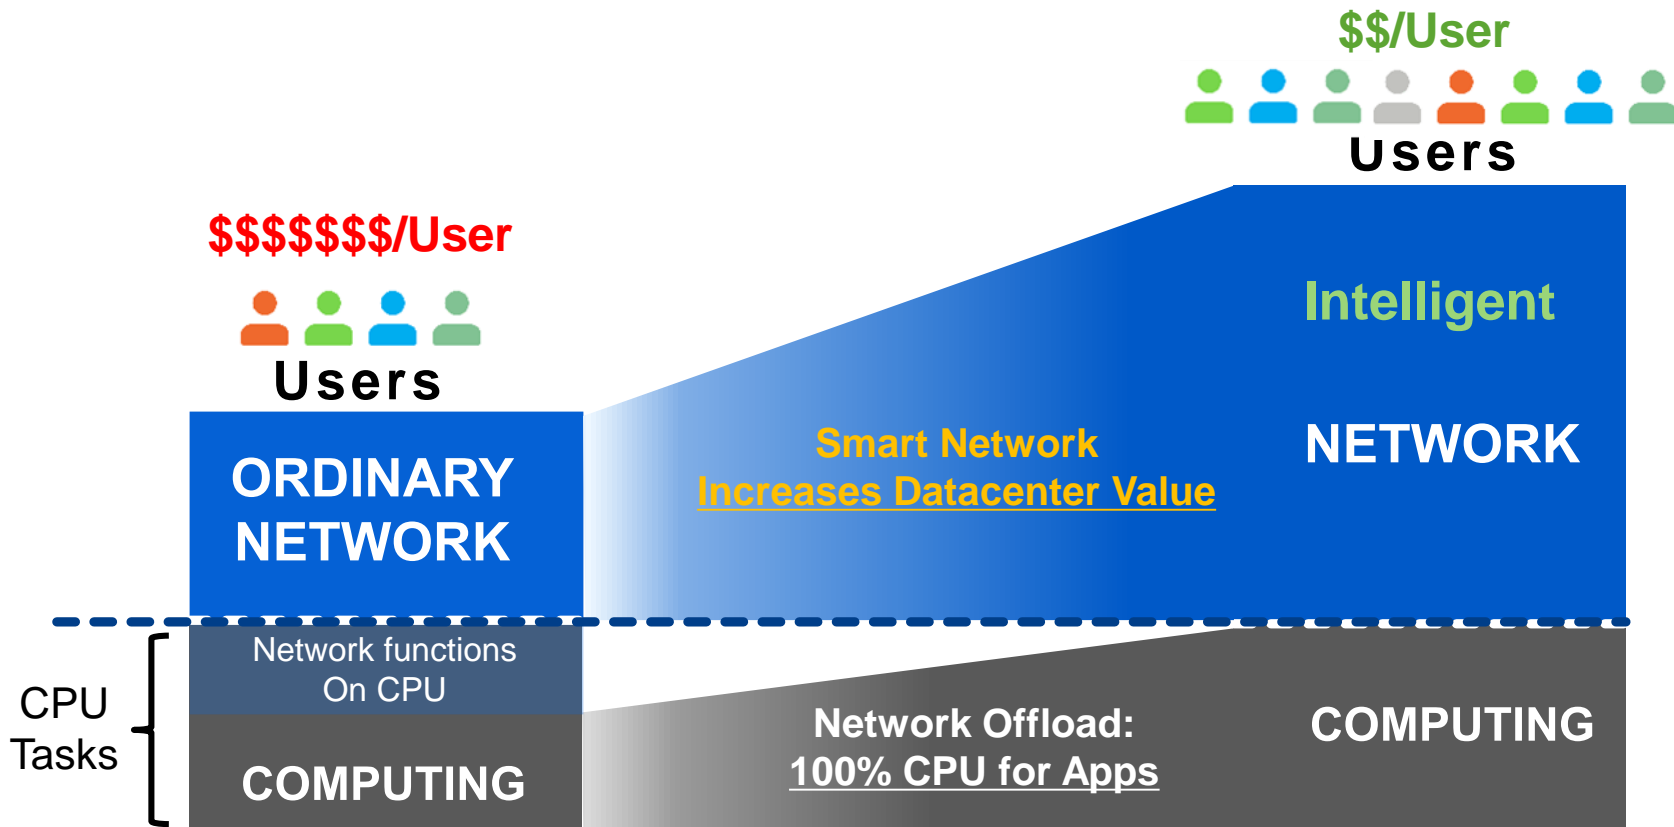 $$/User
Users
$$$$$$$/User
Users
Intelligent
ORDINARY
NETWORK
Smart Network
Increases Datacenter Value
NETWORK
CPU
Tasks
Network functions
On CPU
COMPUTING
Network Offload:
100% CPU for Apps
COMPUTING